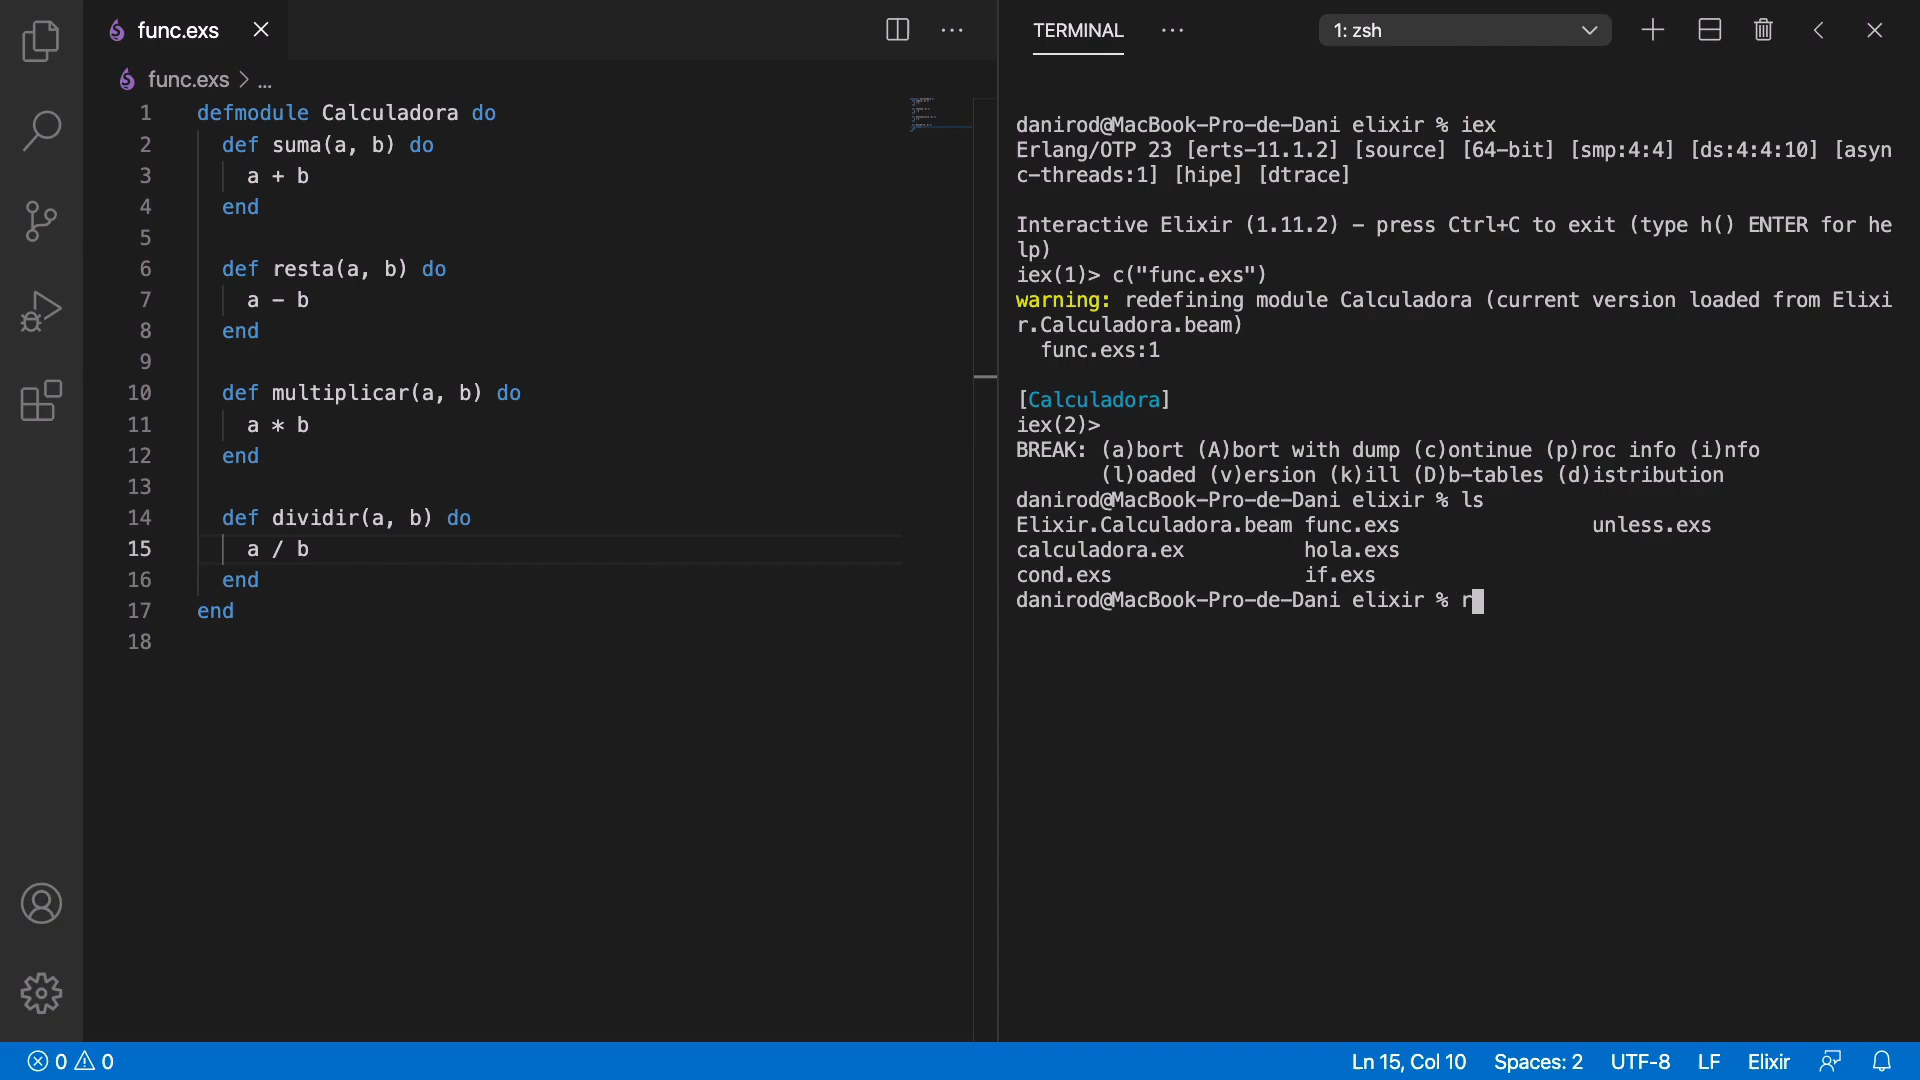 func.exs
func.exs > ...
1 defmodule Calculadora do
2 def suma(a, b) do
3 a + b
4 end
5
6 def resta(a, b) do
7 a - b
8 end
9
10 def multiplicar(a, b) do
11 a * b
12 end
13
14 def dividir(a, b) do
15 a / b
16 end
17 end
18
TERMINAL
1: zsh
danirod@MacBook-Pro-de-Dani elixir % iex
Erlang/OTP 23 [erts-11.1.2] [source] [64-bit] [smp:4:4] [ds:4:4:10] [asyn
c-threads:1] [hipe] [dtrace]
Interactive Elixir (1.11.2) - press Ctrl+C to exit (type h() ENTER for he
lp)
iex(1)> c("func.exs")
warning: redefining module Calculadora (current version loaded from Elixi
r.Calculadora.beam)
func.exs:1
[Calculadora]
iex(2)>
BREAK: (a)bort (A)bort with dump (c)ontinue (p)roc info (i)nfo
(l)oaded (v)ersion (k)ill (D)b-tables (d)istribution
danirod@MacBook-Pro-de-Dani elixir % ls
Elixir.Calculadora.beam func.exs unless.exs
calculadora.ex hola.exs
cond.exs if.exs
danirod@MacBook-Pro-de-Dani elixir % r
0 0 Ln 15, Col 10 Spaces: 2 UTF-8 LF Elixir